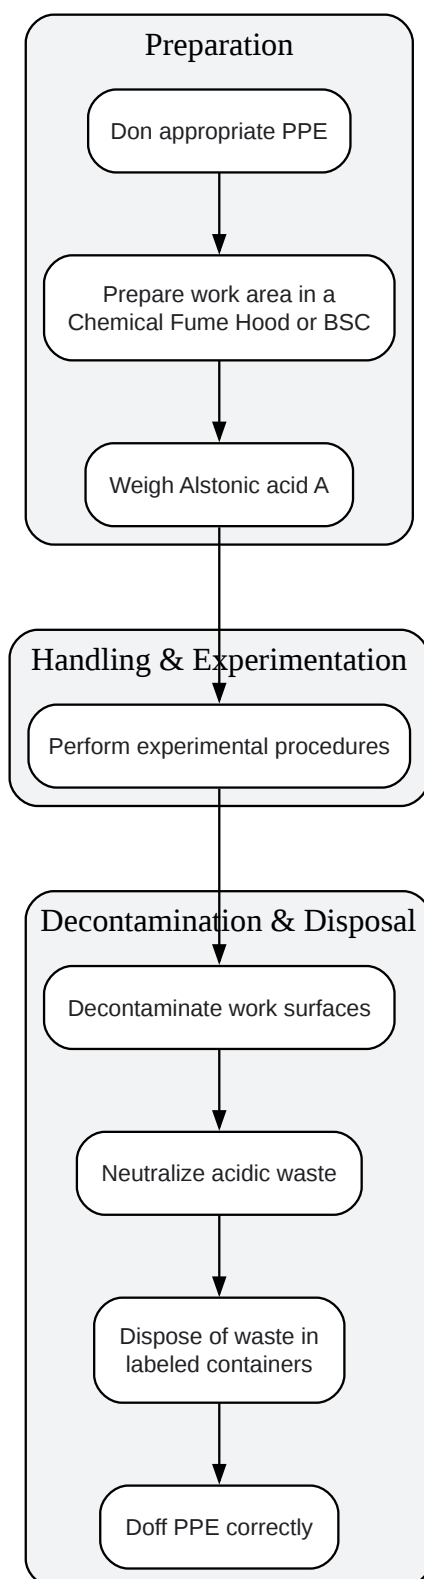 Preparation
Don appropriate PPE
Prepare work area in a
Chemical Fume Hood or BSC
Weigh Alstonic acid A
Handling & Experimentation
Perform experimental procedures
Decontamination & Disposal
Decontaminate work surfaces
Neutralize acidic waste
Dispose of waste in
labeled containers
Doff PPE correctly